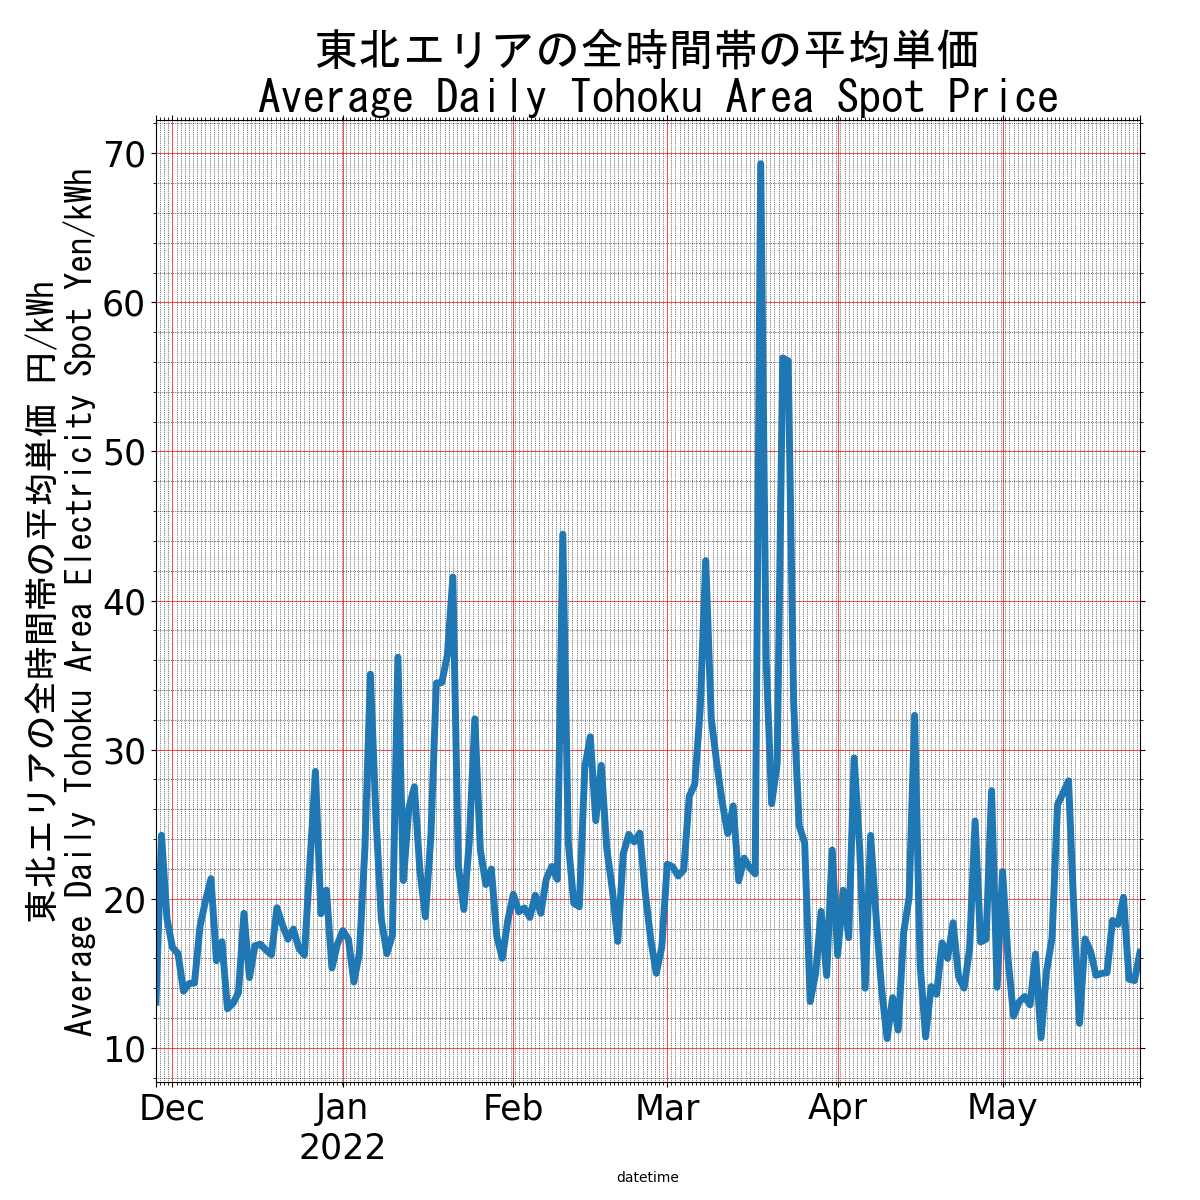 東北エリアの全時間帯の平均単価
Average Daily Tohoku Area Spot Price
東北エリアの全時間帯の平均単価 円/kWh
Average Daily Tohoku Area Electricity Spot Yen/kWh
70
60
50
40
30
20
10
Dec
Jan
2022
Feb
Mar
Apr
May
datetime